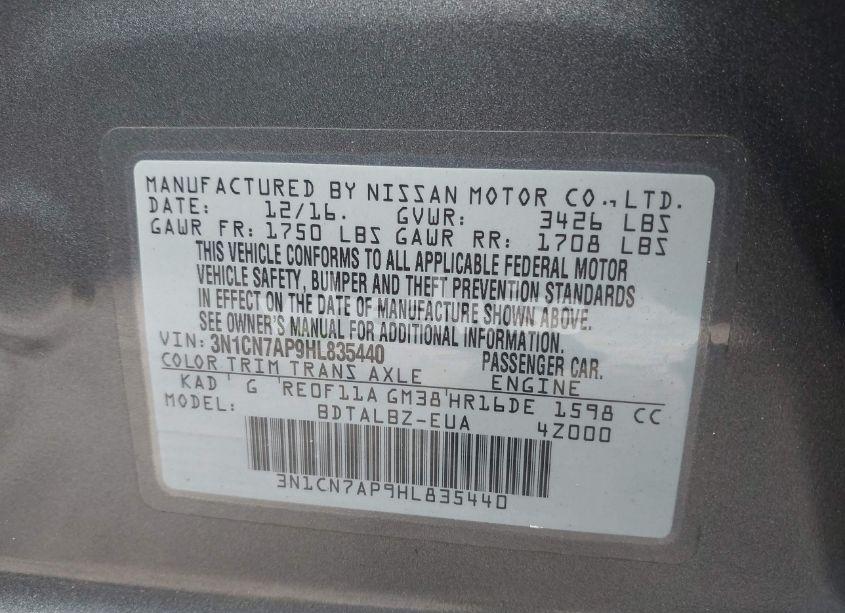 MANUFACTURED BY NISSAN MOTOR CO., LTD.
DATE: 12/16. GVWR: 3426 LBS
GAWR FR: 1750 LBS GAWR RR: 1708 LBS
THIS VEHICLE CONFORMS TO ALL APPLICABLE FEDERAL MOTOR
VEHICLE SAFETY, BUMPER AND THEFT PREVENTION STANDARDS
IN EFFECT ON THE DATE OF MANUFACTURE SHOWN ABOVE.
SEE OWNER'S MANUAL FOR ADDITIONAL INFORMATION.
VIN: 3N1CN7AP9HL835440 PASSENGER CAR.
COLOR TRIM TRANS AXLE ENGINE
KAD G RE0F11A GM38 HR16DE 1598 CC
MODEL: BDTALBZ-EUA 4Z000
3N1CN7AP9HL835440